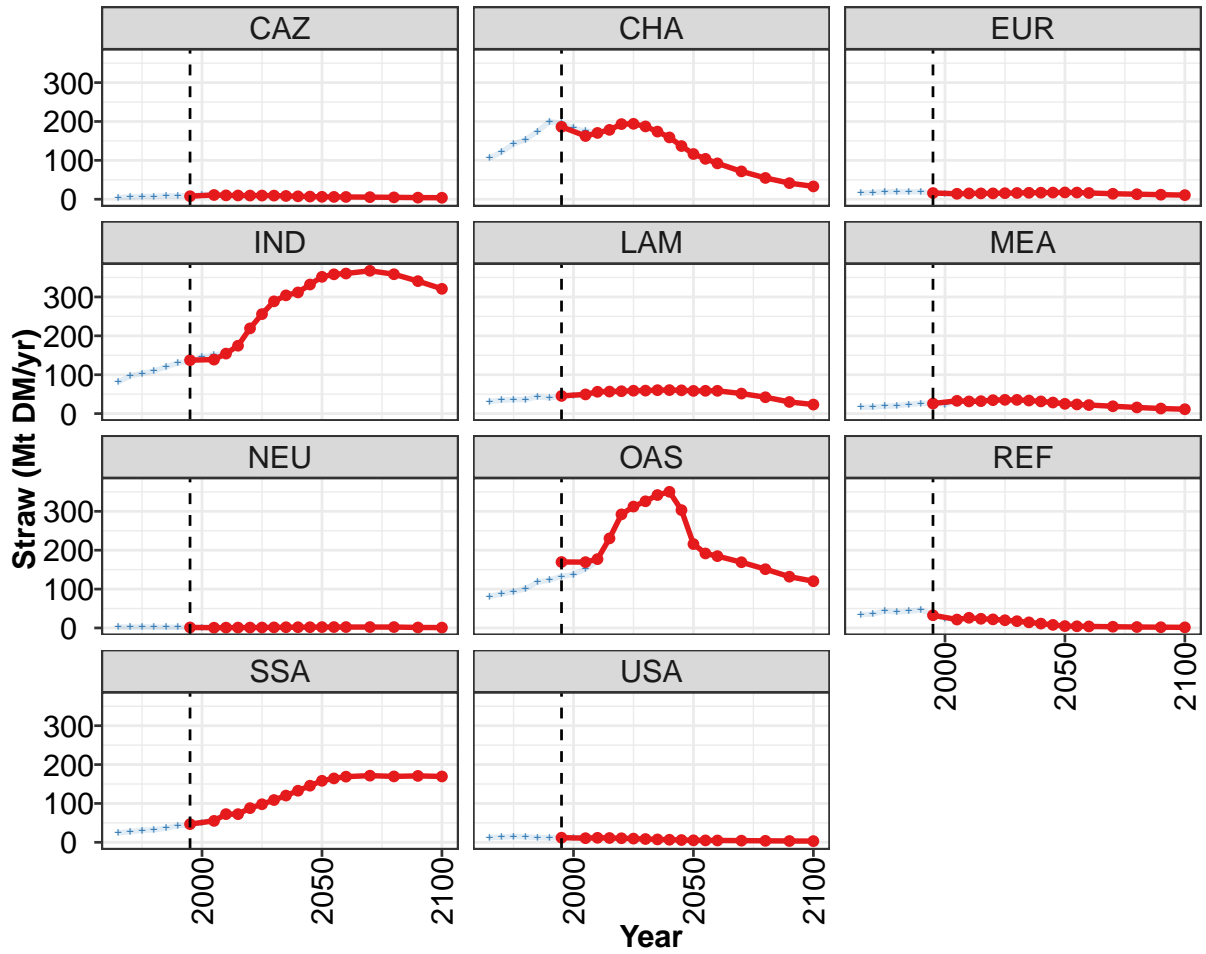 CAZ CHA EUR
300
200
100
0
IND LAM MEA
300
200
100
0
NEU OAS REF
300
200
100
0
2000 2050 2100
SSA USA
300
200
100
0
2000 2050 2100 2000 2050 2100
Year
Straw (Mt DM/yr)